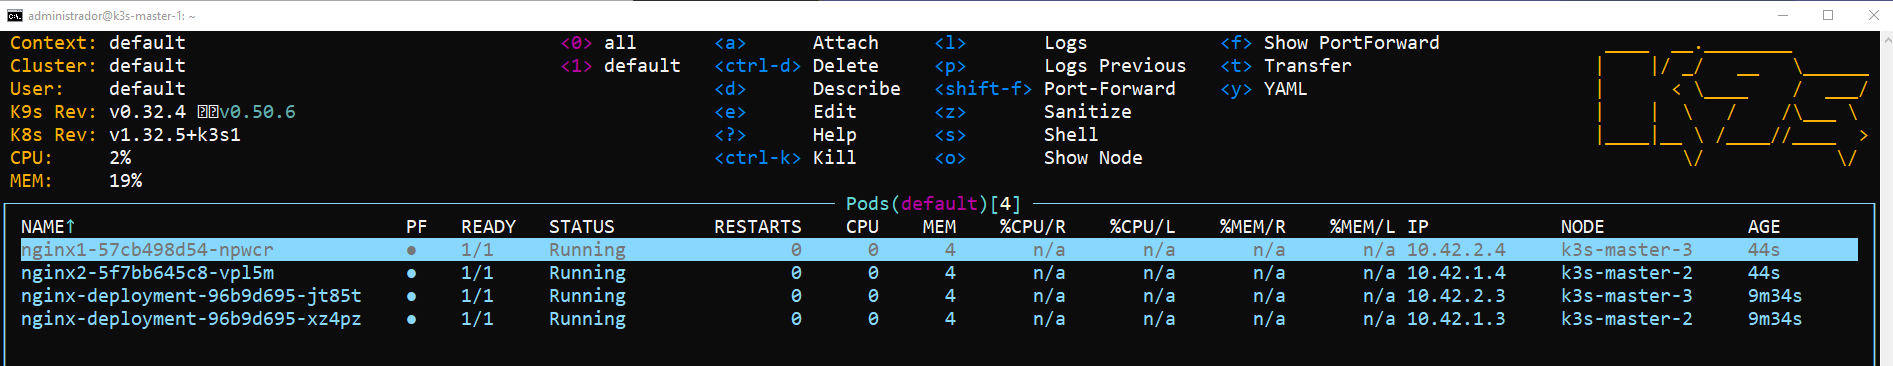 administrador@k3s-master-1: ~
Context: default <0> all <a> Attach <l> Logs <f> Show PortForward
Cluster: default <1> default <ctrl-d> Delete <p> Logs Previous <t> Transfer
User: default <d> Describe <shift-f> Port-Forward <y> YAML
K9s Rev: v0.32.4 v0.50.6 <e> Edit <z> Sanitize
K8s Rev: v1.32.5+k3s1 <?> Help <s> Shell
CPU: 2% <ctrl-k> Kill <o> Show Node
MEM: 19%
Pods(default)[4]
NAME↑ PF READY STATUS RESTARTS CPU MEM %CPU/R %CPU/L %MEM/R %MEM/L IP NODE AGE
nginx1-57cb498d54-npwcr ● 1/1 Running 0 0 4 n/a n/a n/a n/a 10.42.2.4 k3s-master-3 44s
nginx2-5f7bb645c8-vpl5m ● 1/1 Running 0 0 4 n/a n/a n/a n/a 10.42.1.4 k3s-master-2 44s
nginx-deployment-96b9d695-jt85t ● 1/1 Running 0 0 4 n/a n/a n/a n/a 10.42.2.3 k3s-master-3 9m34s
nginx-deployment-96b9d695-xz4pz ● 1/1 Running 0 0 4 n/a n/a n/a n/a 10.42.1.3 k3s-master-2 9m34s